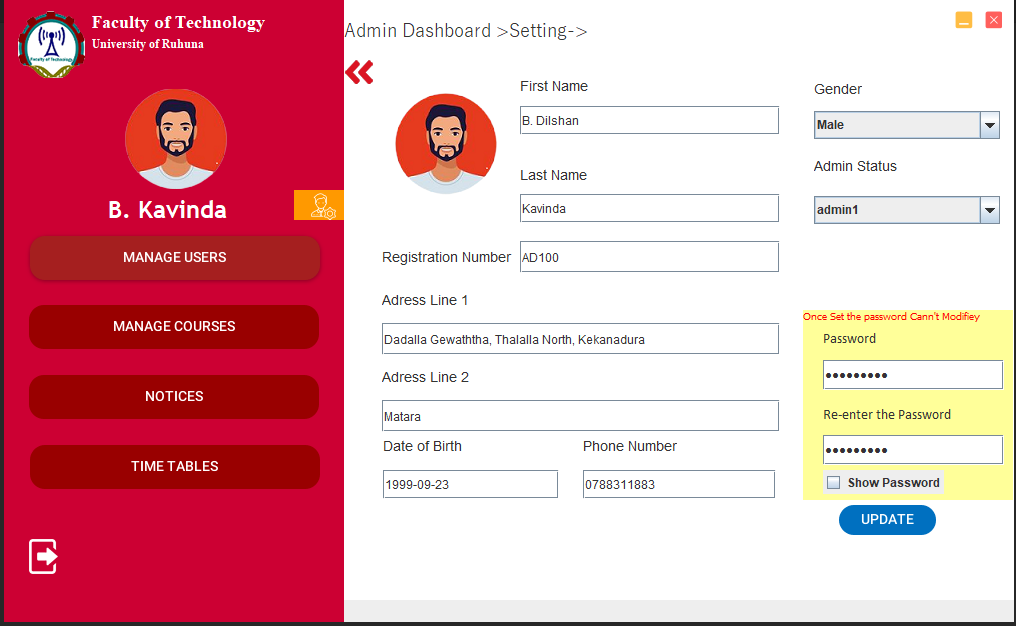 Faculty of Technology
University of Ruhuna
Faculty of Technology
B. Kavinda
MANAGE USERS
MANAGE COURSES
NOTICES
TIME TABLES
Admin Dashboard >Setting->
First Name
B. Dilshan
Last Name
Kavinda
Registration Number
AD100
Adress Line 1
Dadalla Gewaththa, Thalalla North, Kekanadura
Adress Line 2
Matara
Date of Birth
Phone Number
1999-09-23
0788311883
Gender
Male
Admin Status
admin1
Once Set the password Cann't Modifiey
Password
•••••••••
Re-enter the Password
•••••••••
Show Password
UPDATE